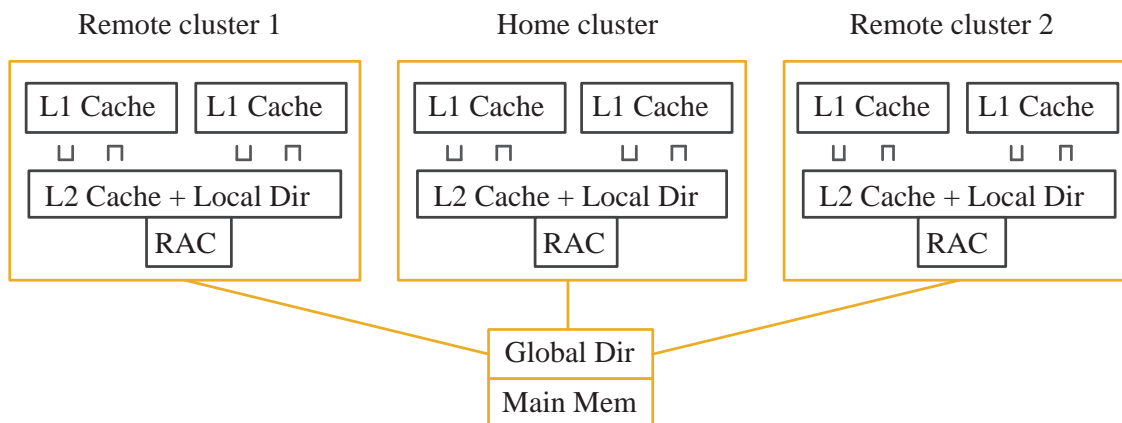 Remote cluster 1
Home cluster
Remote cluster 2
L1 Cache
L1 Cache
L1 Cache
L1 Cache
L1 Cache
L1 Cache
L2 Cache + Local Dir
L2 Cache + Local Dir
L2 Cache + Local Dir
RAC
RAC
RAC
Global Dir
Main Mem